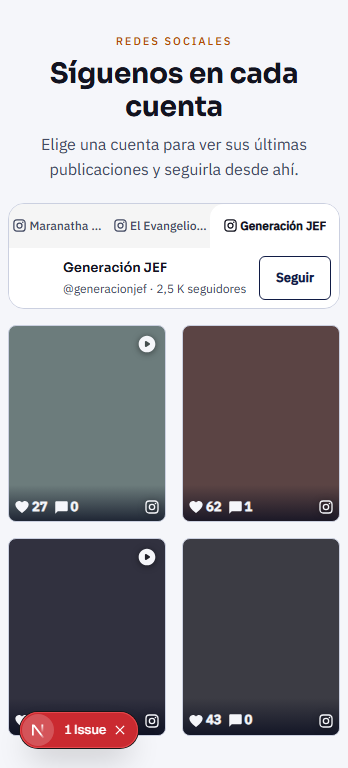 REDES SOCIALES
Síguenos en cada
cuenta
Elige una cuenta para ver sus últimas
publicaciones y seguirla desde ahí.
Maranatha ... El Evangelio... Generación JEF
Generación JEF
@generacionjef · 2,5 K seguidores
Seguir
27 0
62 1
43 0
N 1 Issue